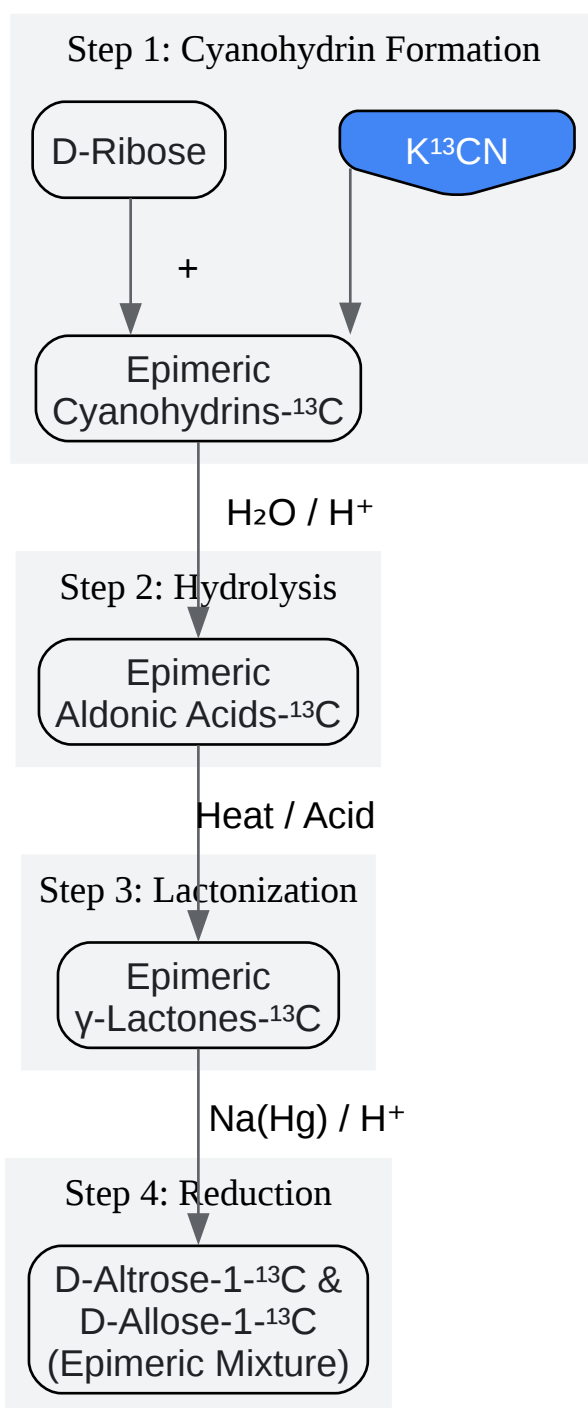 Step 1: Cyanohydrin Formation
D-Ribose
K¹³CN
+
Epimeric
Cyanohydrins-¹³C
H₂O / H⁺
Step 2: Hydrolysis
Epimeric
Aldonic Acids-¹³C
Heat / Acid
Step 3: Lactonization
Epimeric
γ-Lactones-¹³C
Na(Hg) / H⁺
Step 4: Reduction
D-Altrose-1-¹³C &
D-Allose-1-¹³C
(Epimeric Mixture)